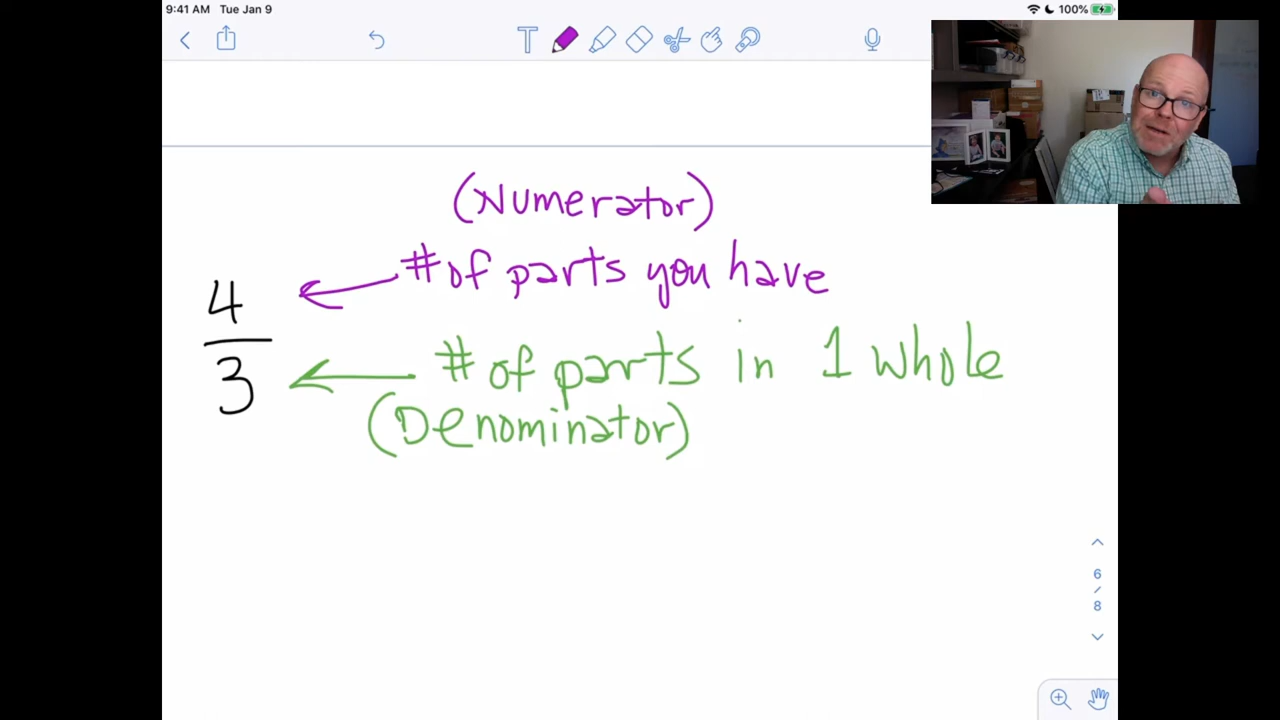 9:41 AM Tue Jan 9
100%
T
(Numerator)
# of parts you have
4
3
# of parts in 1 whole
(Denominator)
6
/
8